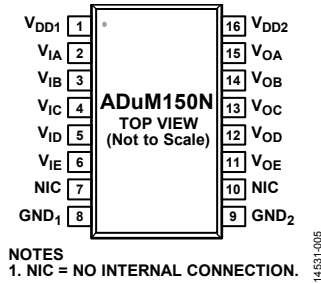 VDD1 1 16 VDD2
VIA 2 15 VOA
VIB 3 14 VOB
VIC 4 ADuM150N 13 VOC
VID 5 TOP VIEW 12 VOD
VIE 6 (Not to Scale) 11 VOE
NIC 7 10 NIC
GND1 8 9 GND2
NOTES
1. NIC = NO INTERNAL CONNECTION.
14531-005